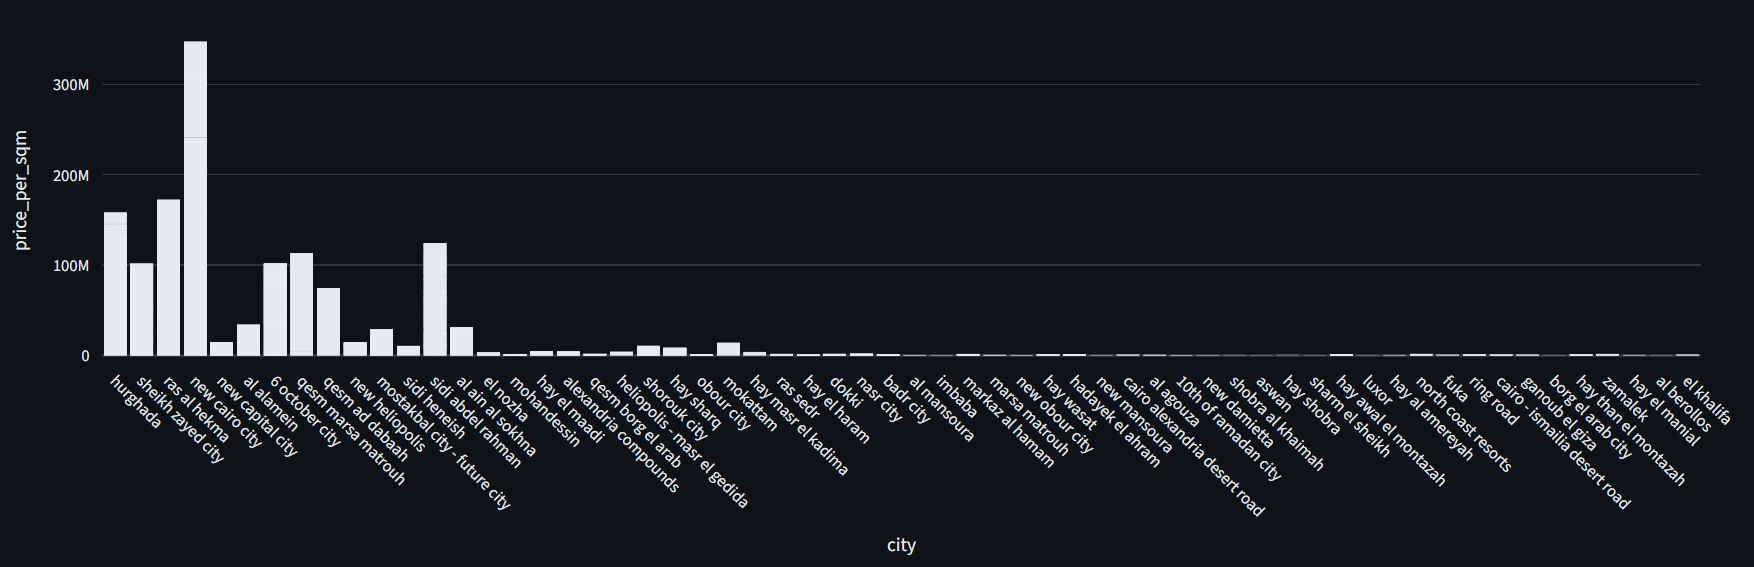 price_per_sqm
300M
200M
100M
0
hurghada
sheikh zayed city
ras al hekma
new cairo city
new capital city
al alamein
6 october city
qesm marsa matrouh
qesm ad dabaah
new heliopolis
mostakbal city - future city
sidi heneish
sidi abdel rahman
al ain al sokhna
el nozha
mohandessin
hay el maadi
alexandria compounds
qesm borg el arab
heliopolis - masr el gedida
shorouk city
hay sharq
obour city
mokattam
hay masr el kadima
ras sedr
hay el haram
dokki
nasr city
badr city
al mansoura
imbaba
markaz al hamam
marsa matrouh
new obour city
hay wasat
hadayek el ahram
new mansoura
cairo alexandria desert road
al agouza
10th of ramadan city
new damietta
shobra al khaimah
aswan
hay shobra
sharm el sheikh
hay awal el montazah
luxor
hay al amereyah
north coast resorts
fuka
ring road
cairo - ismailia desert road
ganoub el giza
borg el arab city
hay than el montazah
zamalek
hay el manial
al berollos
el khalifa
city